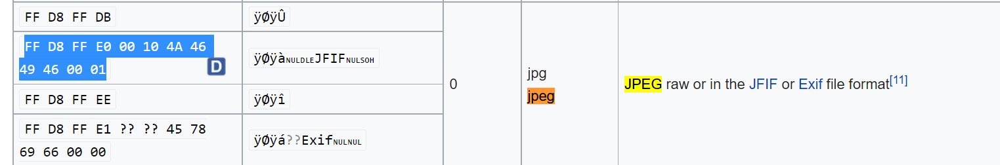 FF D8 FF DB
ÿØÿÛ
FF D8 FF E0 00 10 4A 46
49 46 00 01
D
ÿØÿàNULDLEJFIFNULSOH
FF D8 FF EE
ÿØÿî
FF D8 FF E1 ?? ?? 45 78
69 66 00 00
ÿØÿá??ExifNULNUL
0
jpg
jpeg
JPEG raw or in the JFIF or Exif file format[11]